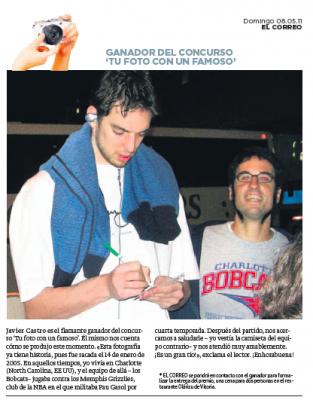 Domingo 08.05.11
EL CORREO
GANADOR DEL CONCURSO
‘TU FOTO CON UN FAMOSO’
CHARLOTTE
BOBCATS
Javier Castro es el flamante ganador del concur-
so ‘Tu foto con un famoso’. Él mismo nos cuenta
cómo se produjo este momento. «Esta fotografía
ya tiene historia, pues fue sacada el 14 de enero de
2005. En aquellos tiempos, yo vivía en Charlotte
(North Carolina, EE UU), y el equipo de allá – los
Bobcats– jugaba contra los Memphis Grizzlies,
club de la NBA en el que militaba Pau Gasol por
cuarta temporada. Después del partido, nos acer-
camos a saludarle – yo vestía la camiseta del equi-
po contrario– y nos atendió muy amablemente.
¡Es un gran tío!», exclama el lector. ¡Enhorabuena!
* EL CORREO se pondrá en contacto con el ganador para forma-
lizar la entrega del premio, una cena para dos personas en el res-
taurante
de Vitoria.